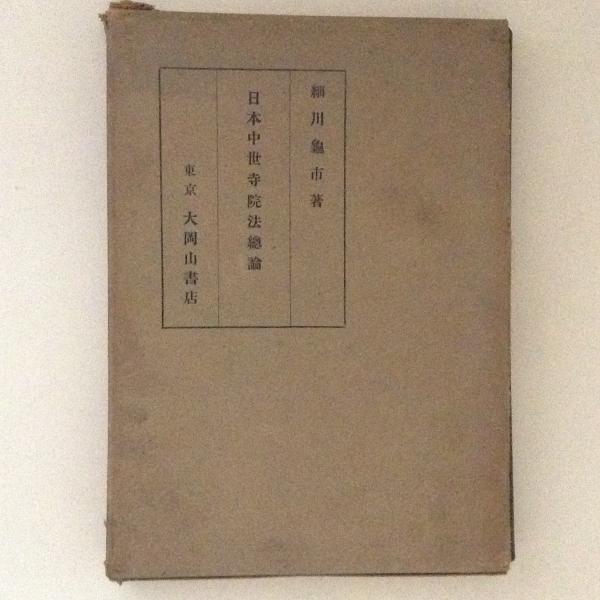 細川龜市著
日本中世寺院法總論
東京 大岡山書店